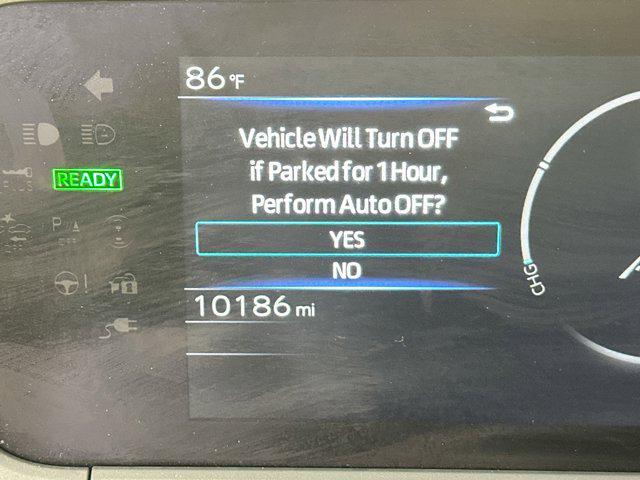 86°F
Vehicle Will Turn OFF
if Parked for 1 Hour,
READY
Perform Auto OFF?
YES
NO
CHG
10186 mi